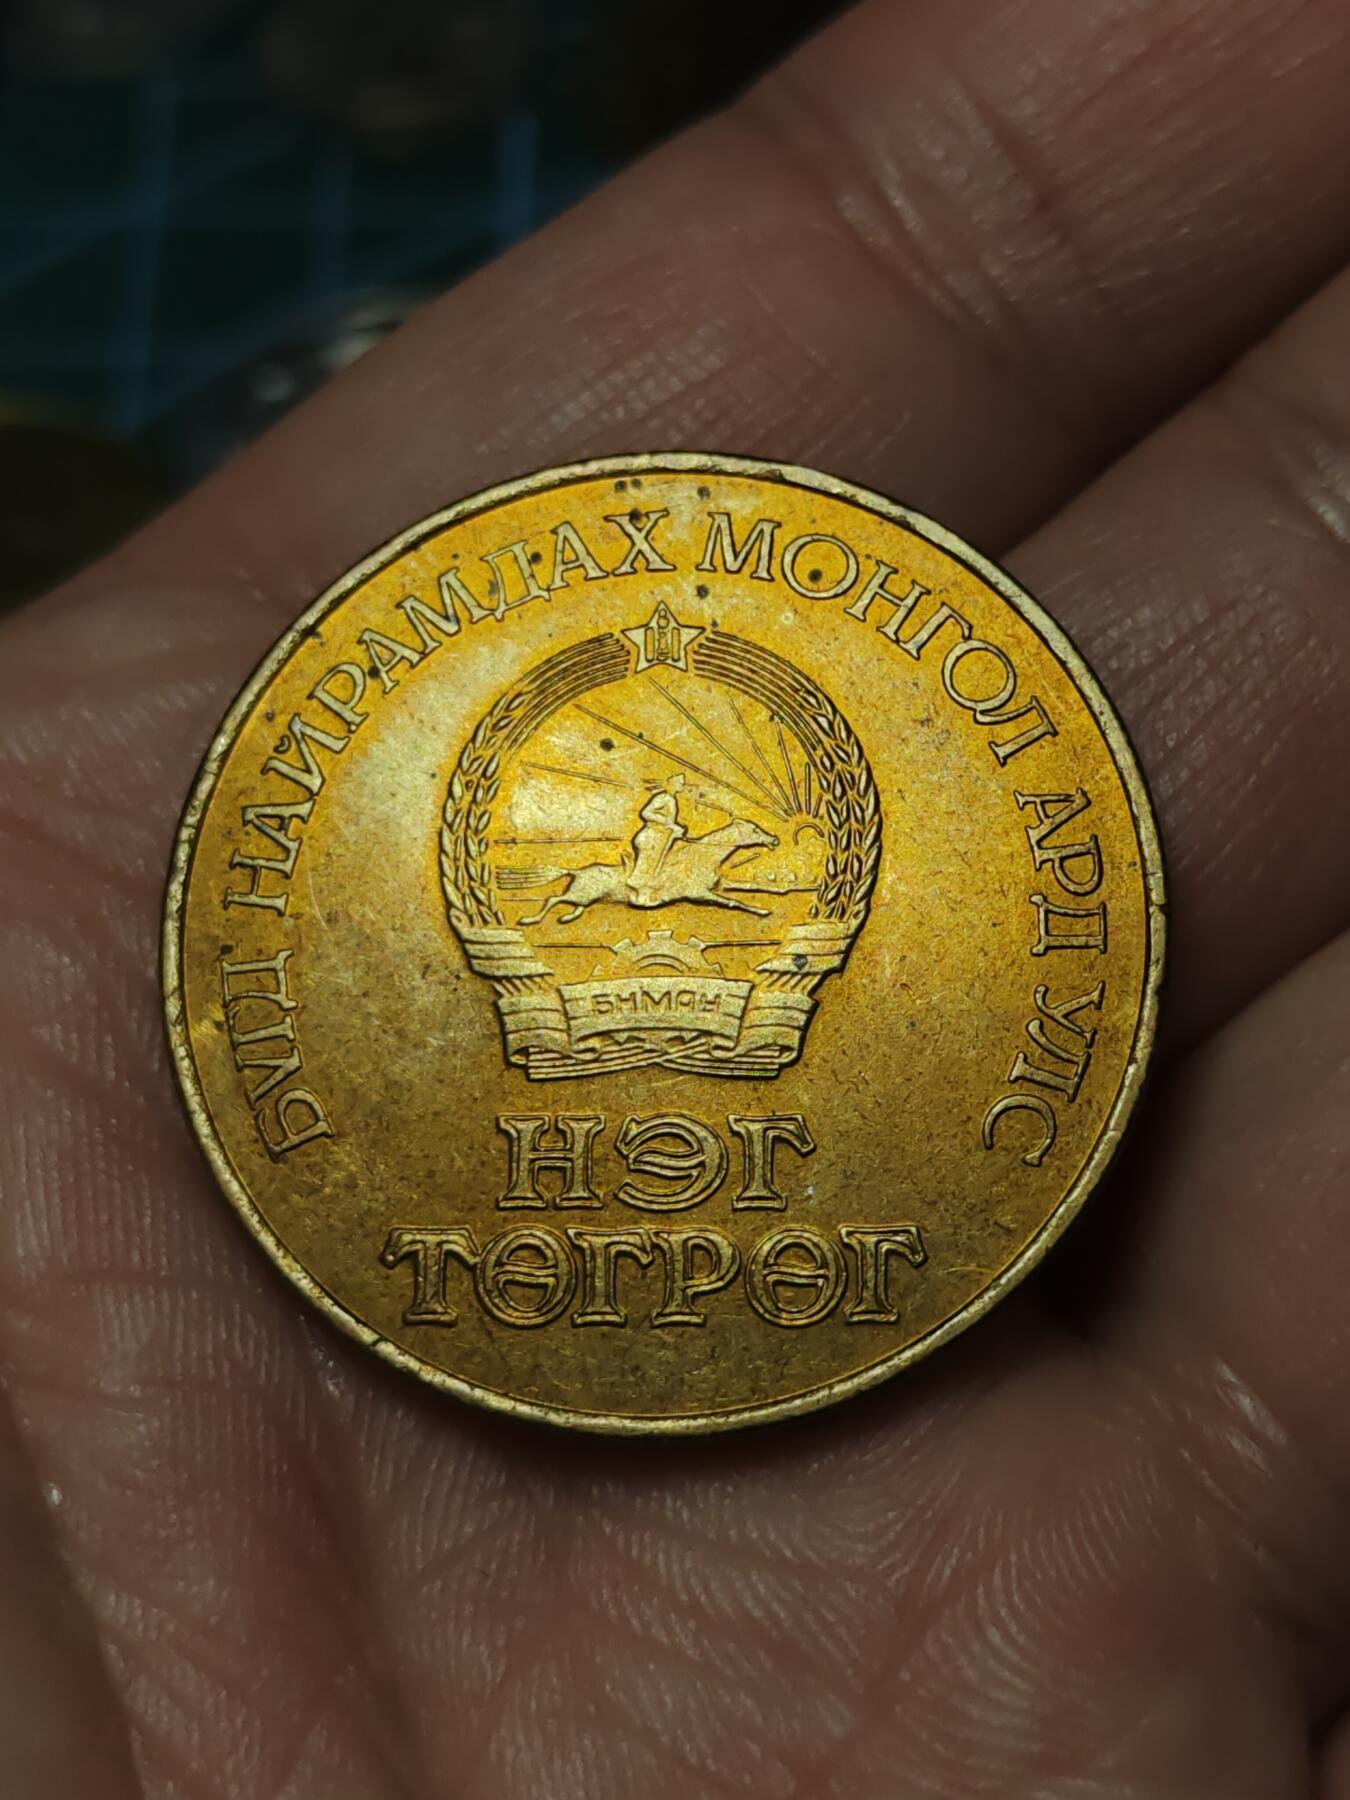 БҮГД НАЙРАМДАХ МОНГОЛ АРД УЛС
БНМАУ
НЭГ
ТӨГРӨГ